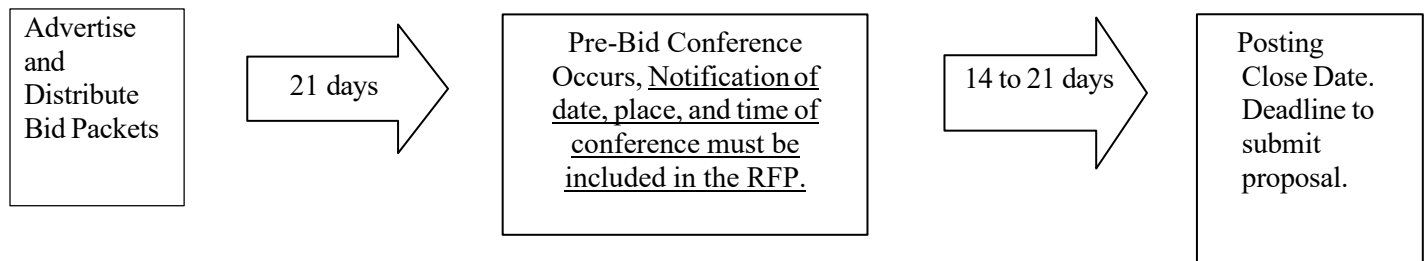 Advertise
and
Distribute
Bid Packets
21 days
Pre-Bid Conference
Occurs, Notification of
date, place, and time of
conference must be
included in the RFP.
14 to 21 days
Posting
Close Date.
Deadline to
submit
proposal.